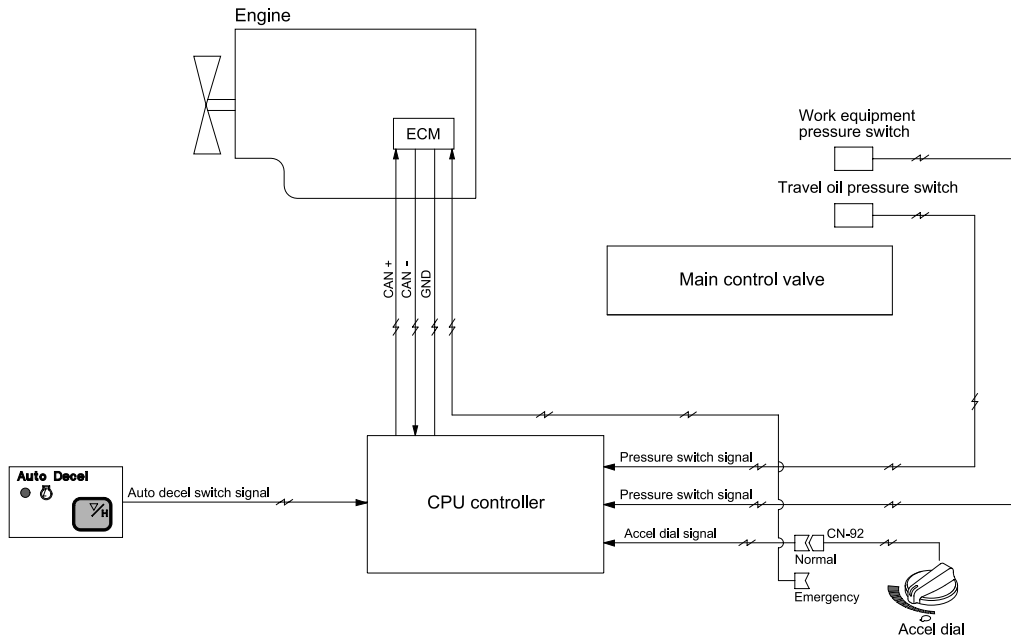 Engine
ECM
Work equipment
pressure switch
Travel oil pressure switch
Main control valve
CAN +
CAN -
GND
Auto Decel
H
Auto decel switch signal
CPU controller
Pressure switch signal
Pressure switch signal
Accel dial signal
CN-92
Normal
Emergency
Accel dial